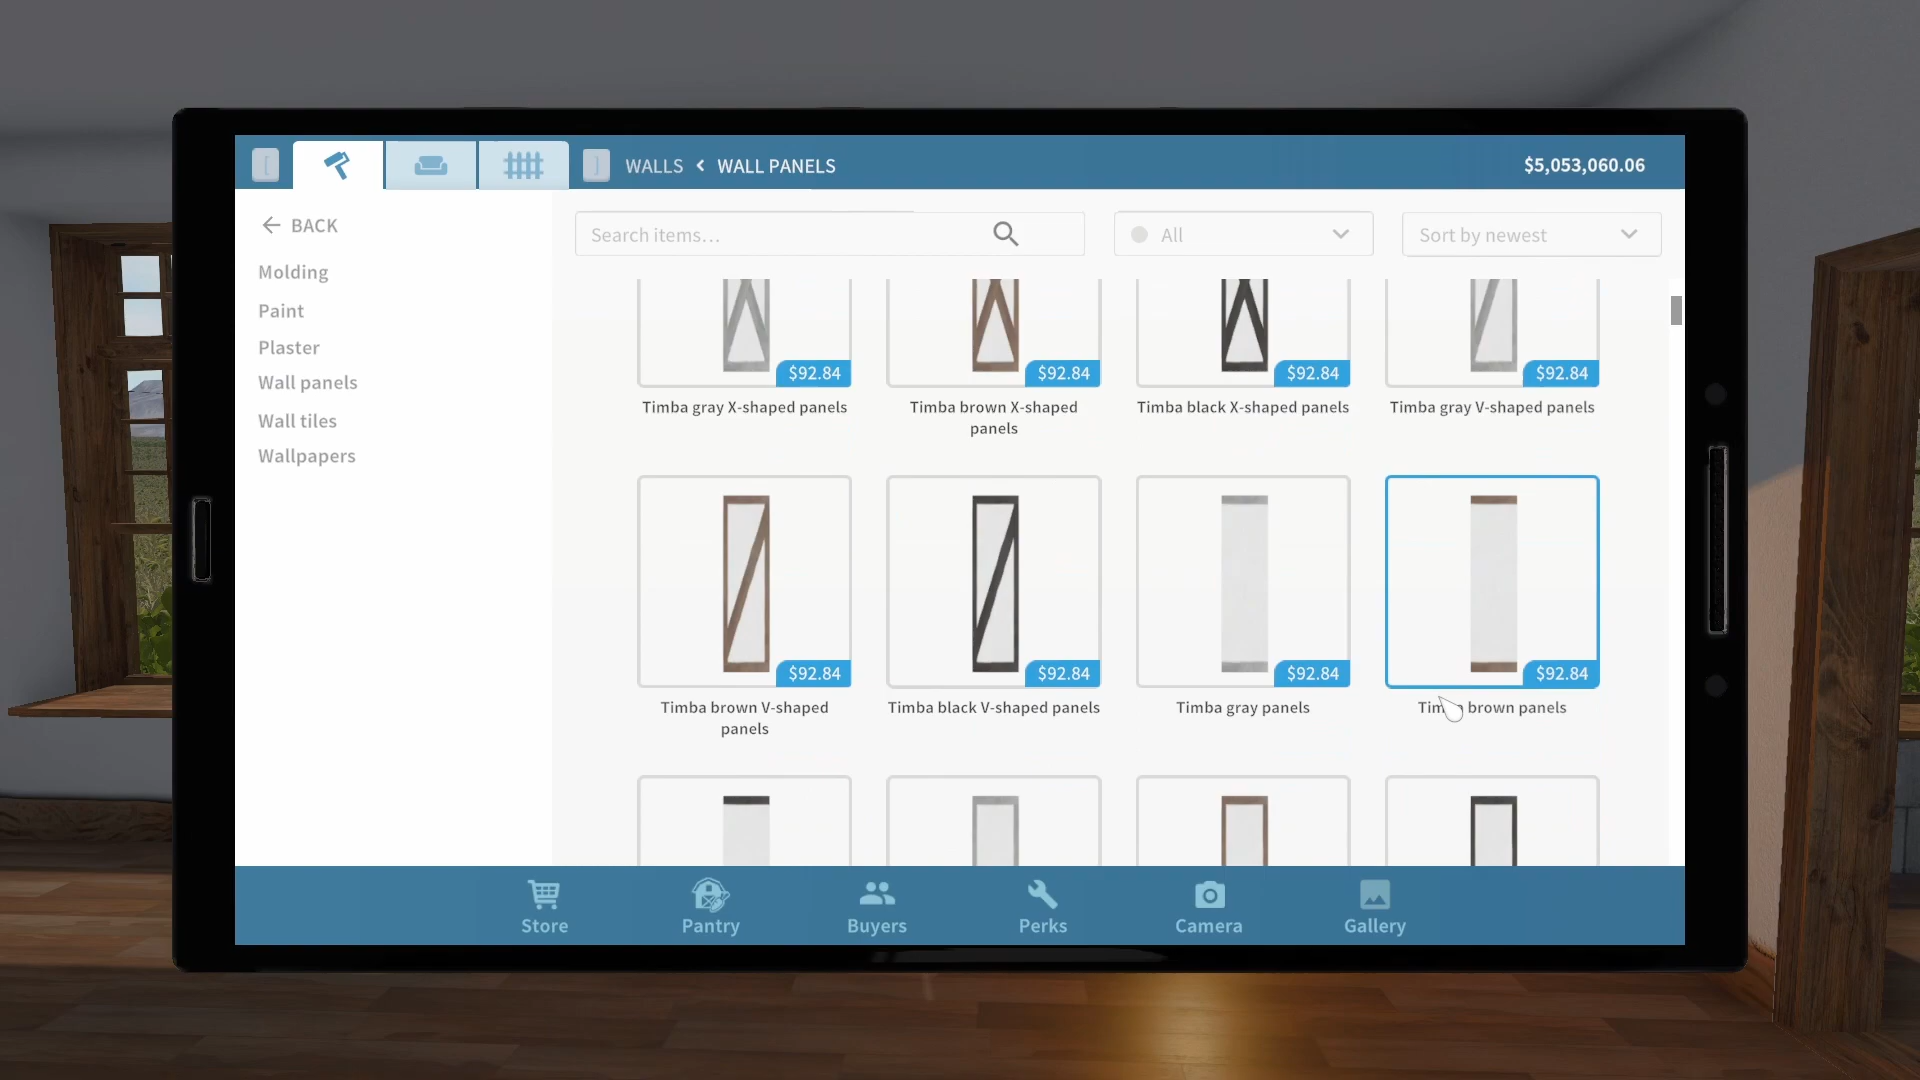 [
]
WALLS < WALL PANELS
$5,053,060.06
BACK
Molding
Paint
Plaster
Wall panels
Wall tiles
Wallpapers
Search items...
All
Sort by newest
$92.84
$92.84
$92.84
$92.84
Timba gray X-shaped panels
Timba brown X-shaped
panels
Timba black X-shaped panels
Timba gray V-shaped panels
$92.84
$92.84
$92.84
$92.84
Timba brown V-shaped
panels
Timba black V-shaped panels
Timba gray panels
Timba brown panels
Store
Pantry
Buyers
Perks
Camera
Gallery